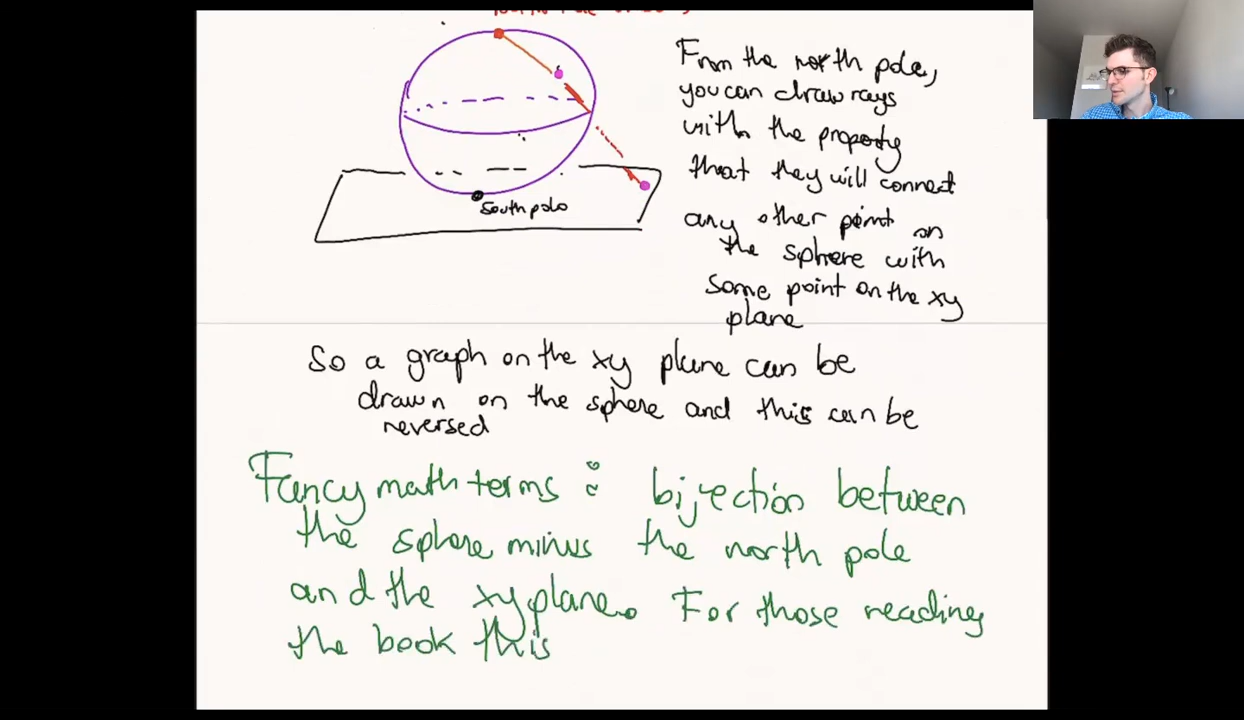 south pole
From the north pole,
you can draw rays
with the property
that they will connect
any other point on
the sphere with
some point on the xy
plane
So a graph on the xy plane can be
drawn on the sphere and this can be
reversed
Fancy math terms : bijection between
the sphere minus the north pole
and the xy plane. For those reading
the book this